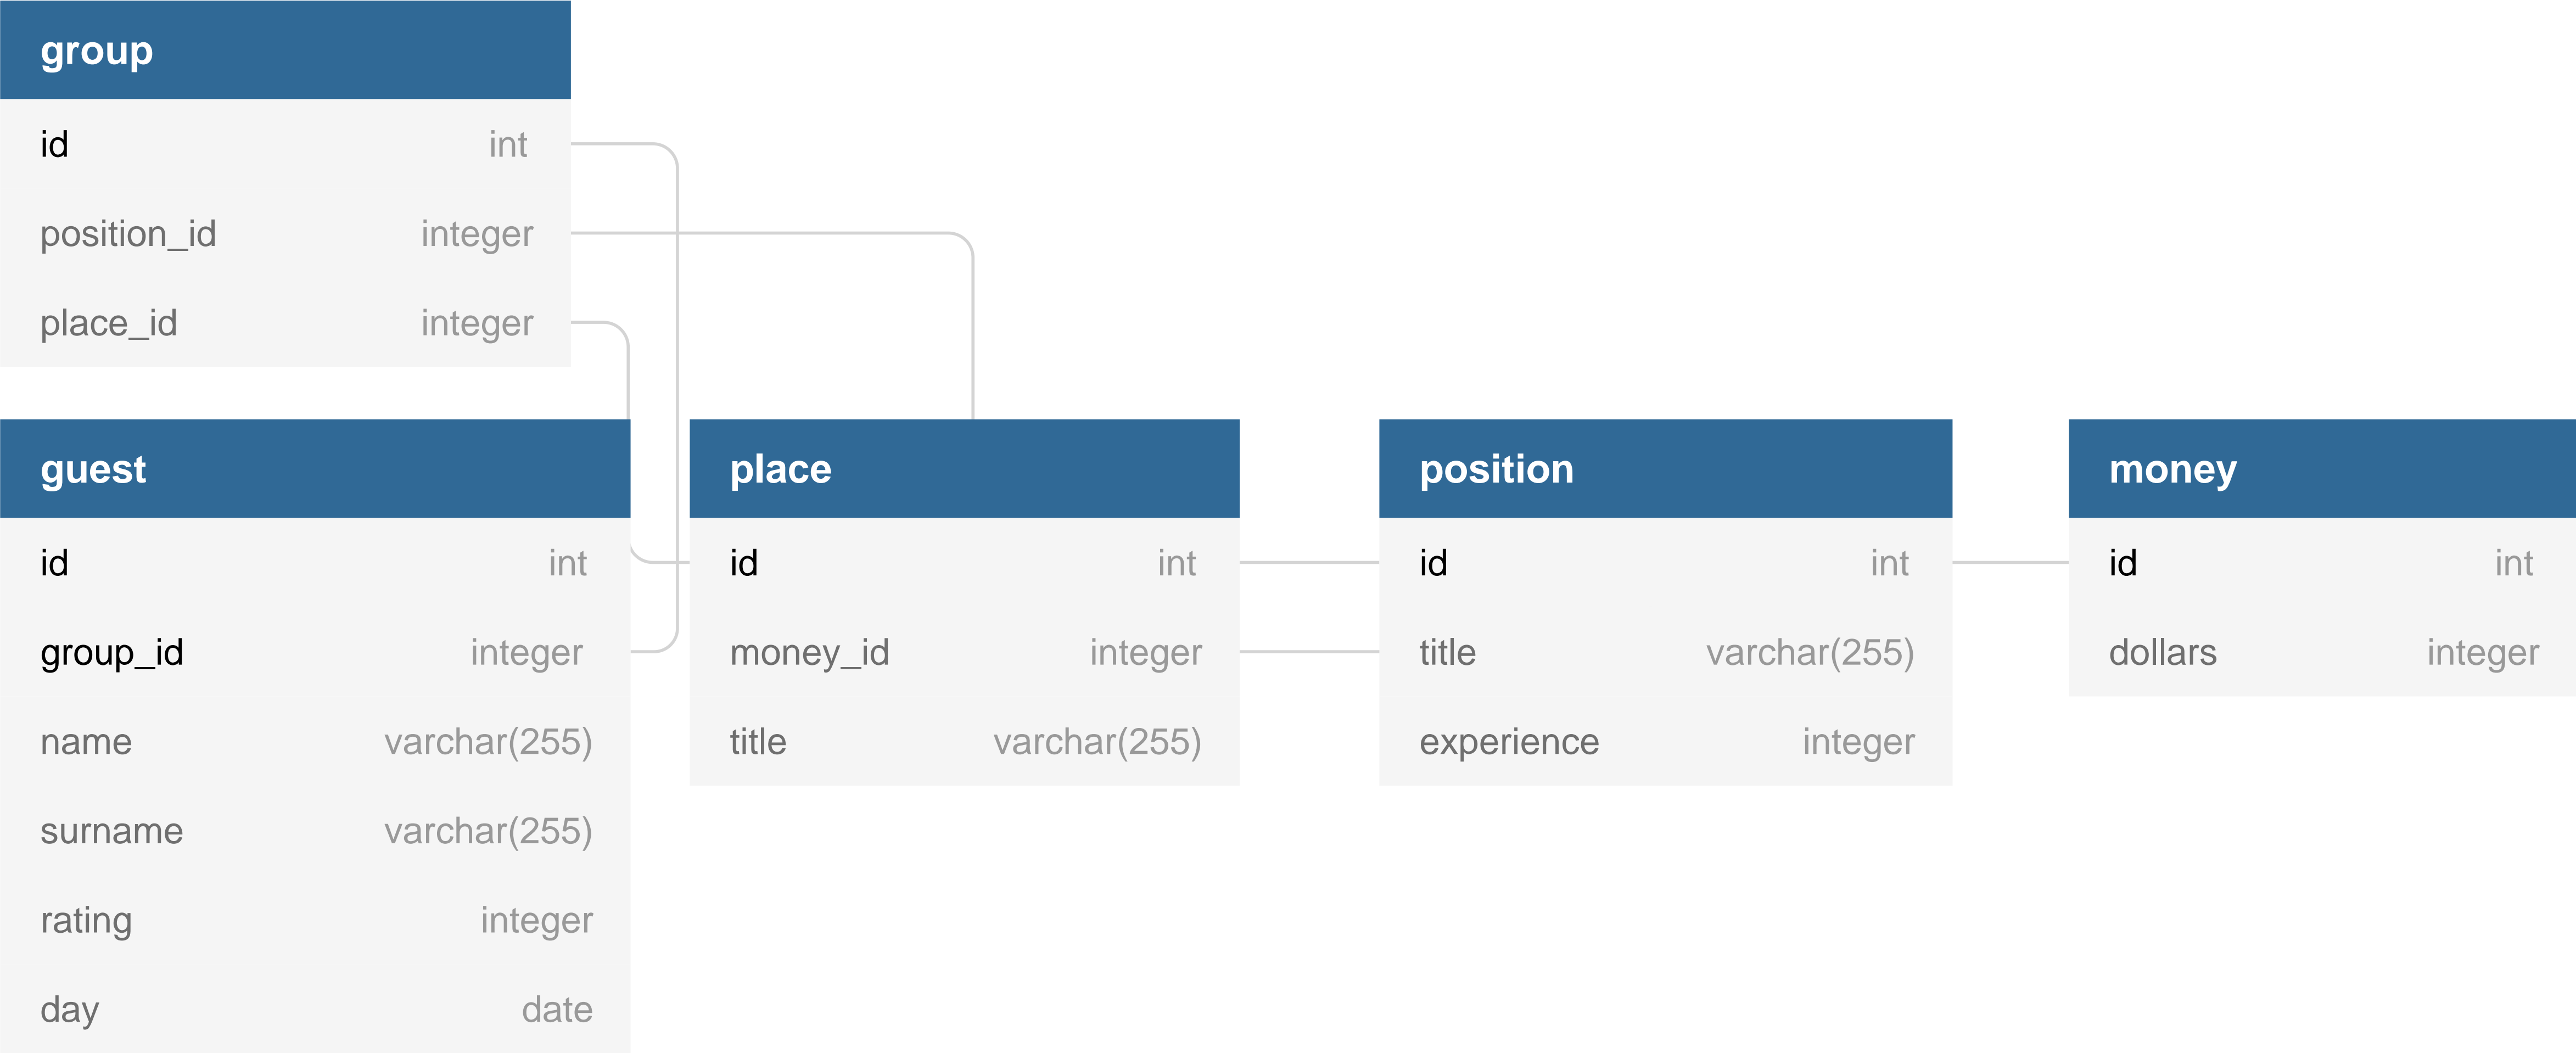 group
id int
position_id integer
place_id integer
guest
id int
group_id integer
name varchar(255)
surname varchar(255)
rating integer
day date
place
id int
money_id integer
title varchar(255)
position
id int
title varchar(255)
experience integer
money
id int
dollars integer